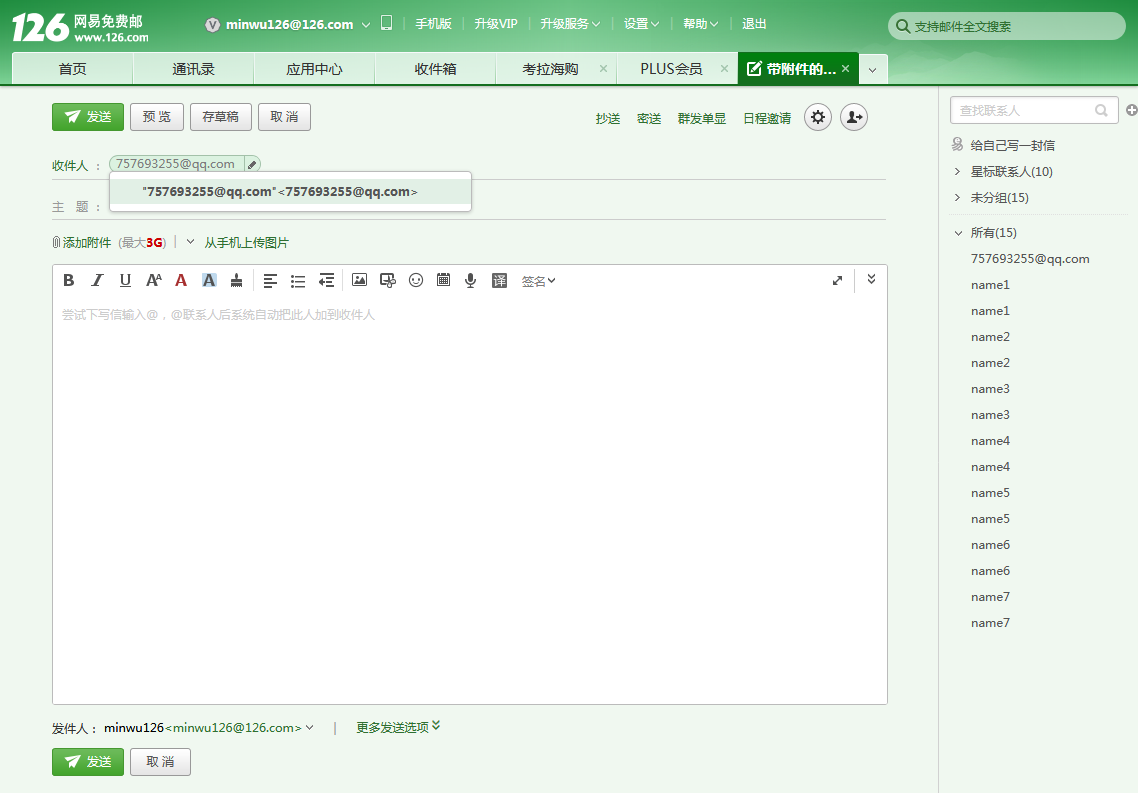 126 网易免费邮 www.126.com
V minwu126@126.com 手机版 升级VIP 升级服务 设置 帮助 退出
支持邮件全文搜索
首页 通讯录 应用中心 收件箱 考拉海购 PLUS会员 带附件的...
发送 预 览 存草稿 取 消 抄送 密送 群发单显 日程邀请
收件人： 757693255@qq.com
"757693255@qq.com"<757693255@qq.com>
主 题：
添加附件 (最大3G) 从手机上传图片
B I U A A A A 译 签名
尝试下写信输入@，@联系人后系统自动把此人加到收件人
发件人：minwu126<minwu126@126.com> | 更多发送选项
发送 取 消
查找联系人
给自己写一封信
星标联系人(10)
未分组(15)
所有(15)
757693255@qq.com
name1
name1
name2
name2
name3
name3
name4
name4
name5
name5
name6
name6
name7
name7